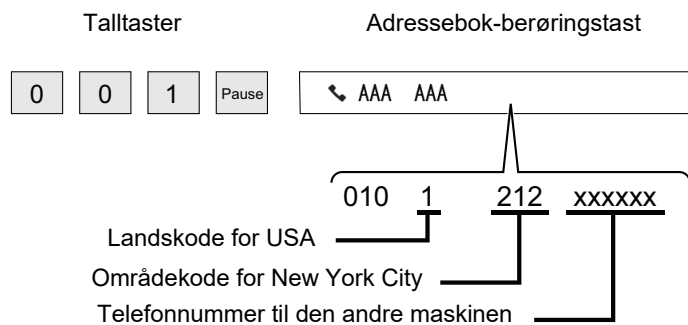 Talltaster Adressebok-berøringstast
0 0 1 Pause AAA AAA
010 1 212 xxxxxx
Landskode for USA
Områdekode for New York City
Telefonnummer til den andre maskinen